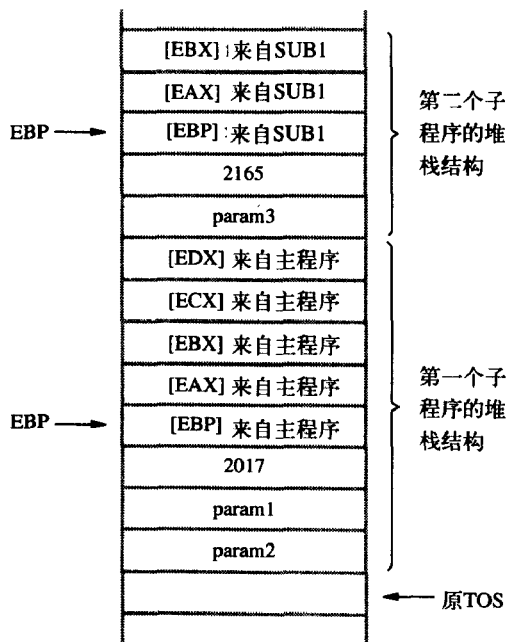 [EBX] 来自SUB1
[EAX] 来自SUB1
EBP
[EBP] 来自SUB1
2165
param3
第二个子
程序的堆
栈结构
[EDX] 来自主程序
[ECX] 来自主程序
[EBX] 来自主程序
[EAX] 来自主程序
EBP
[EBP] 来自主程序
2017
param1
param2
第一个子
程序的堆
栈结构
原TOS